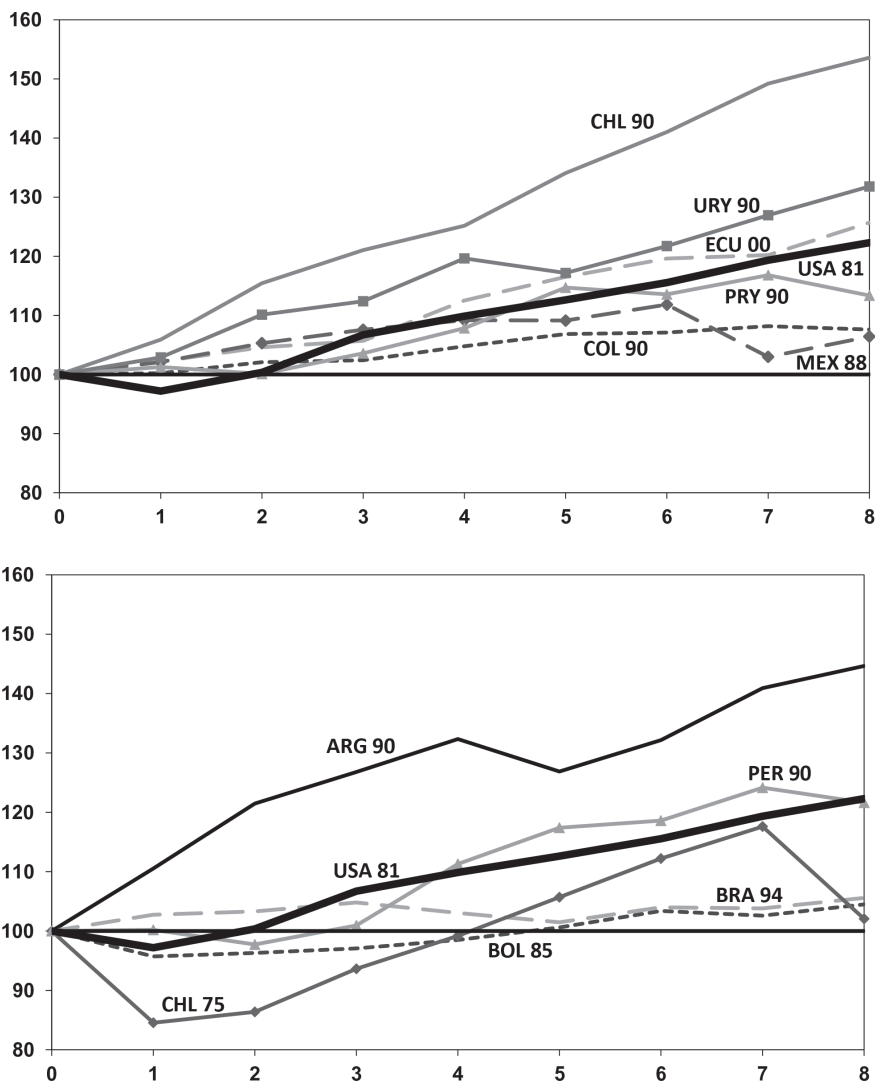 160
150
CHL 90
140
130
URY 90
120
ECU 00
USA 81
110
PRY 90
COL 90
100
MEX 88
90
80
0 1 2 3 4 5 6 7 8
160
150
140
ARG 90
130
PER 90
120
USA 81
110
BRA 94
100
BOL 85
90
CHL 75
80
0 1 2 3 4 5 6 7 8